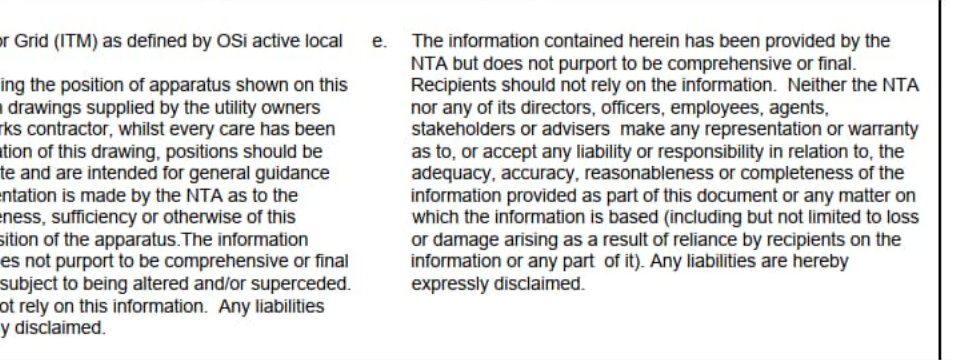 or Grid (ITM) as defined by OSi active local
ing the position of apparatus shown on this
drawings supplied by the utility owners
rks contractor, whilst every care has been
ation of this drawing, positions should be
te and are intended for general guidance
entation is made by the NTA as to the
eness, sufficiency or otherwise of this
sition of the apparatus.The information
es not purport to be comprehensive or final
subject to being altered and/or superceded.
ot rely on this information. Any liabilities
y disclaimed.
e. The information contained herein has been provided by the
NTA but does not purport to be comprehensive or final.
Recipients should not rely on the information. Neither the NTA
nor any of its directors, officers, employees, agents,
stakeholders or advisers make any representation or warranty
as to, or accept any liability or responsibility in relation to, the
adequacy, accuracy, reasonableness or completeness of the
information provided as part of this document or any matter on
which the information is based (including but not limited to loss
or damage arising as a result of reliance by recipients on the
information or any part of it). Any liabilities are hereby
expressly disclaimed.